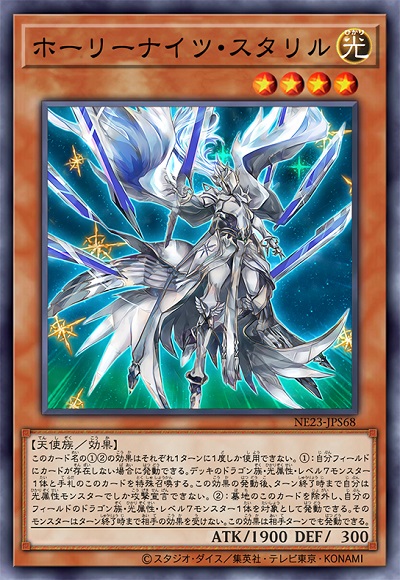 ホーリーナイツ・スタリル
光
NE23-JPS68
【天使族／効果】
このカード名の①②の効果はそれぞれ1ターンに1度しか使用できない。①：自分フィールド
にカードが存在しない場合に発動できる。デッキのドラゴン族・光属性・レベル7モンスター
1体と手札のこのカードを特殊召喚する。この効果の発動後、ターン終了時まで自分は
光属性モンスターでしか攻撃宣言できない。②：墓地のこのカードを除外し、自分の
フィールドのドラゴン族・光属性・レベル7モンスター1体を対象として発動できる。その
モンスターはターン終了時まで相手の効果を受けない。この効果は相手ターンでも発動できる。
ATK/1900 DEF/ 300
©スタジオ・ダイス／集英社・テレビ東京・KONAMI